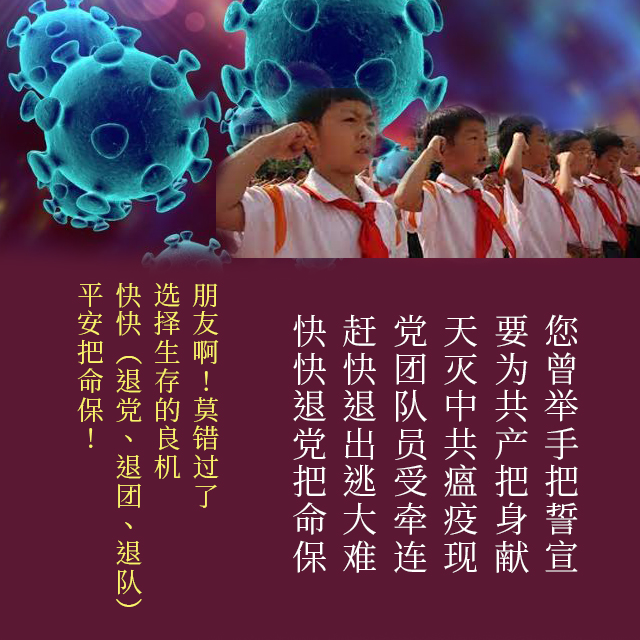 您曾举手把誓宣
要为共产把身献
天灭中共瘟疫现
党团队员受牵连
赶快退出逃大难
快快退党把命保
朋友啊！莫错过了
选择生存的良机
快快（退党、退团、退队）
平安把命保！